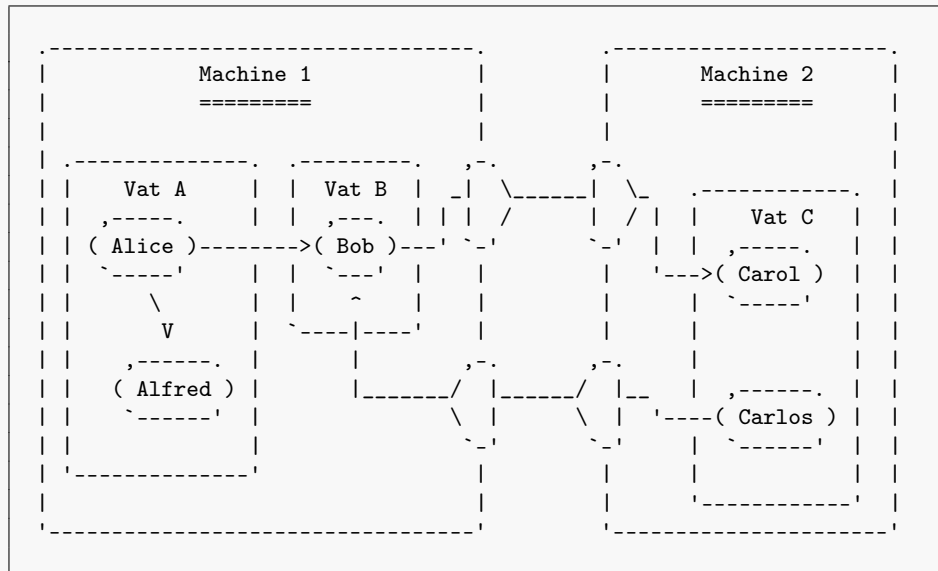 Machine 1 Machine 2
========= =========
Vat A Vat B
Vat C
( Alice )-------->( Bob )---'
'--->( Carol )
V
( Alfred )
'----( Carlos )